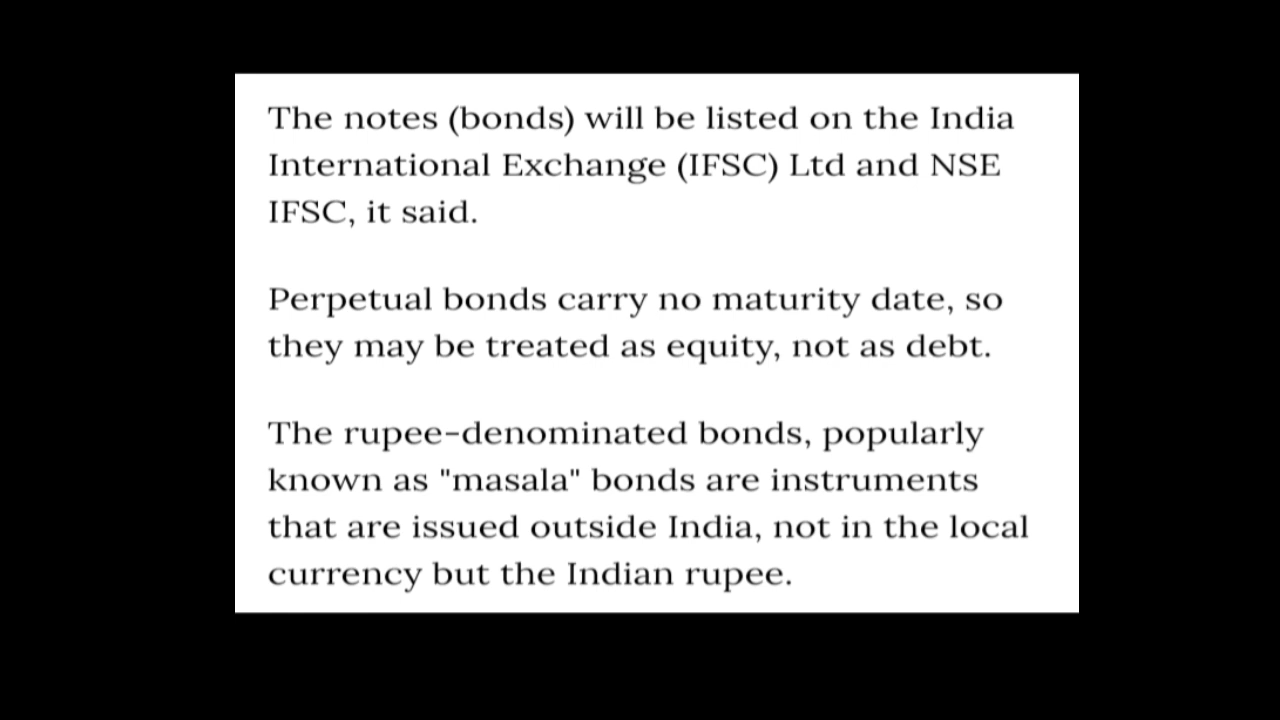 The notes (bonds) will be listed on the India
International Exchange (IFSC) Ltd and NSE
IFSC, it said.
Perpetual bonds carry no maturity date, so
they may be treated as equity, not as debt.
The rupee-denominated bonds, popularly
known as "masala" bonds are instruments
that are issued outside India, not in the local
currency but the Indian rupee.